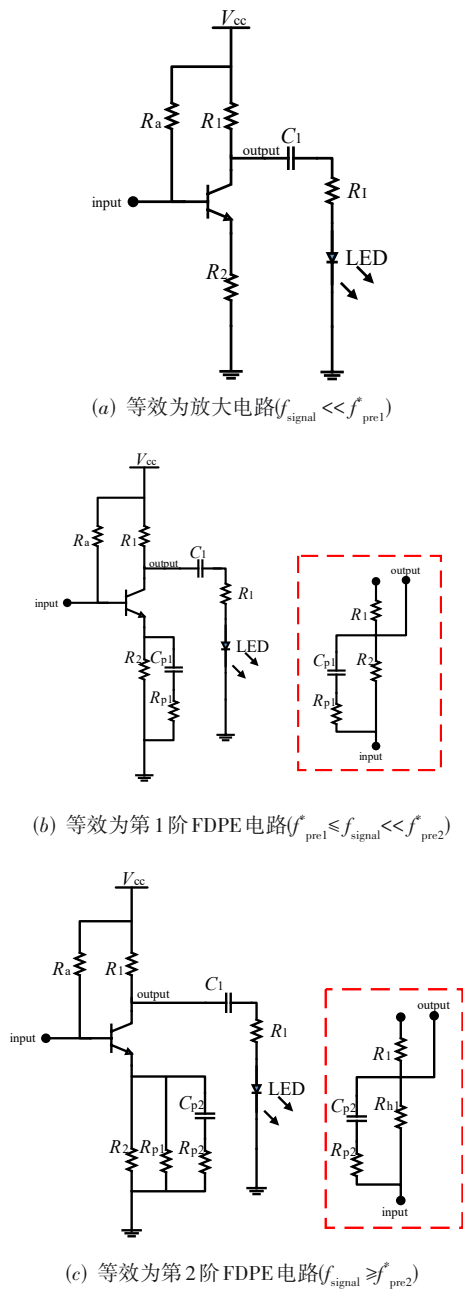 Vcc
Ra
R1
C1
output
input
RI
LED
R2
(a) 等效为放大电路(fsignal << f*pre1)
Vcc
Ra
R1
C1
output
input
R1
LED
R2
Cp1
Rp1
output
R1
Cp1
R2
Rp1
input
(b) 等效为第1阶FDPE电路(f*pre1≤fsignal<<f*pre2)
Vcc
Ra
R1
C1
output
input
R1
LED
Cp2
R2
Rp1
Rp2
output
R1
Cp2
Rh1
Rp2
input
(c) 等效为第2阶FDPE电路(fsignal ≥f*pre2)